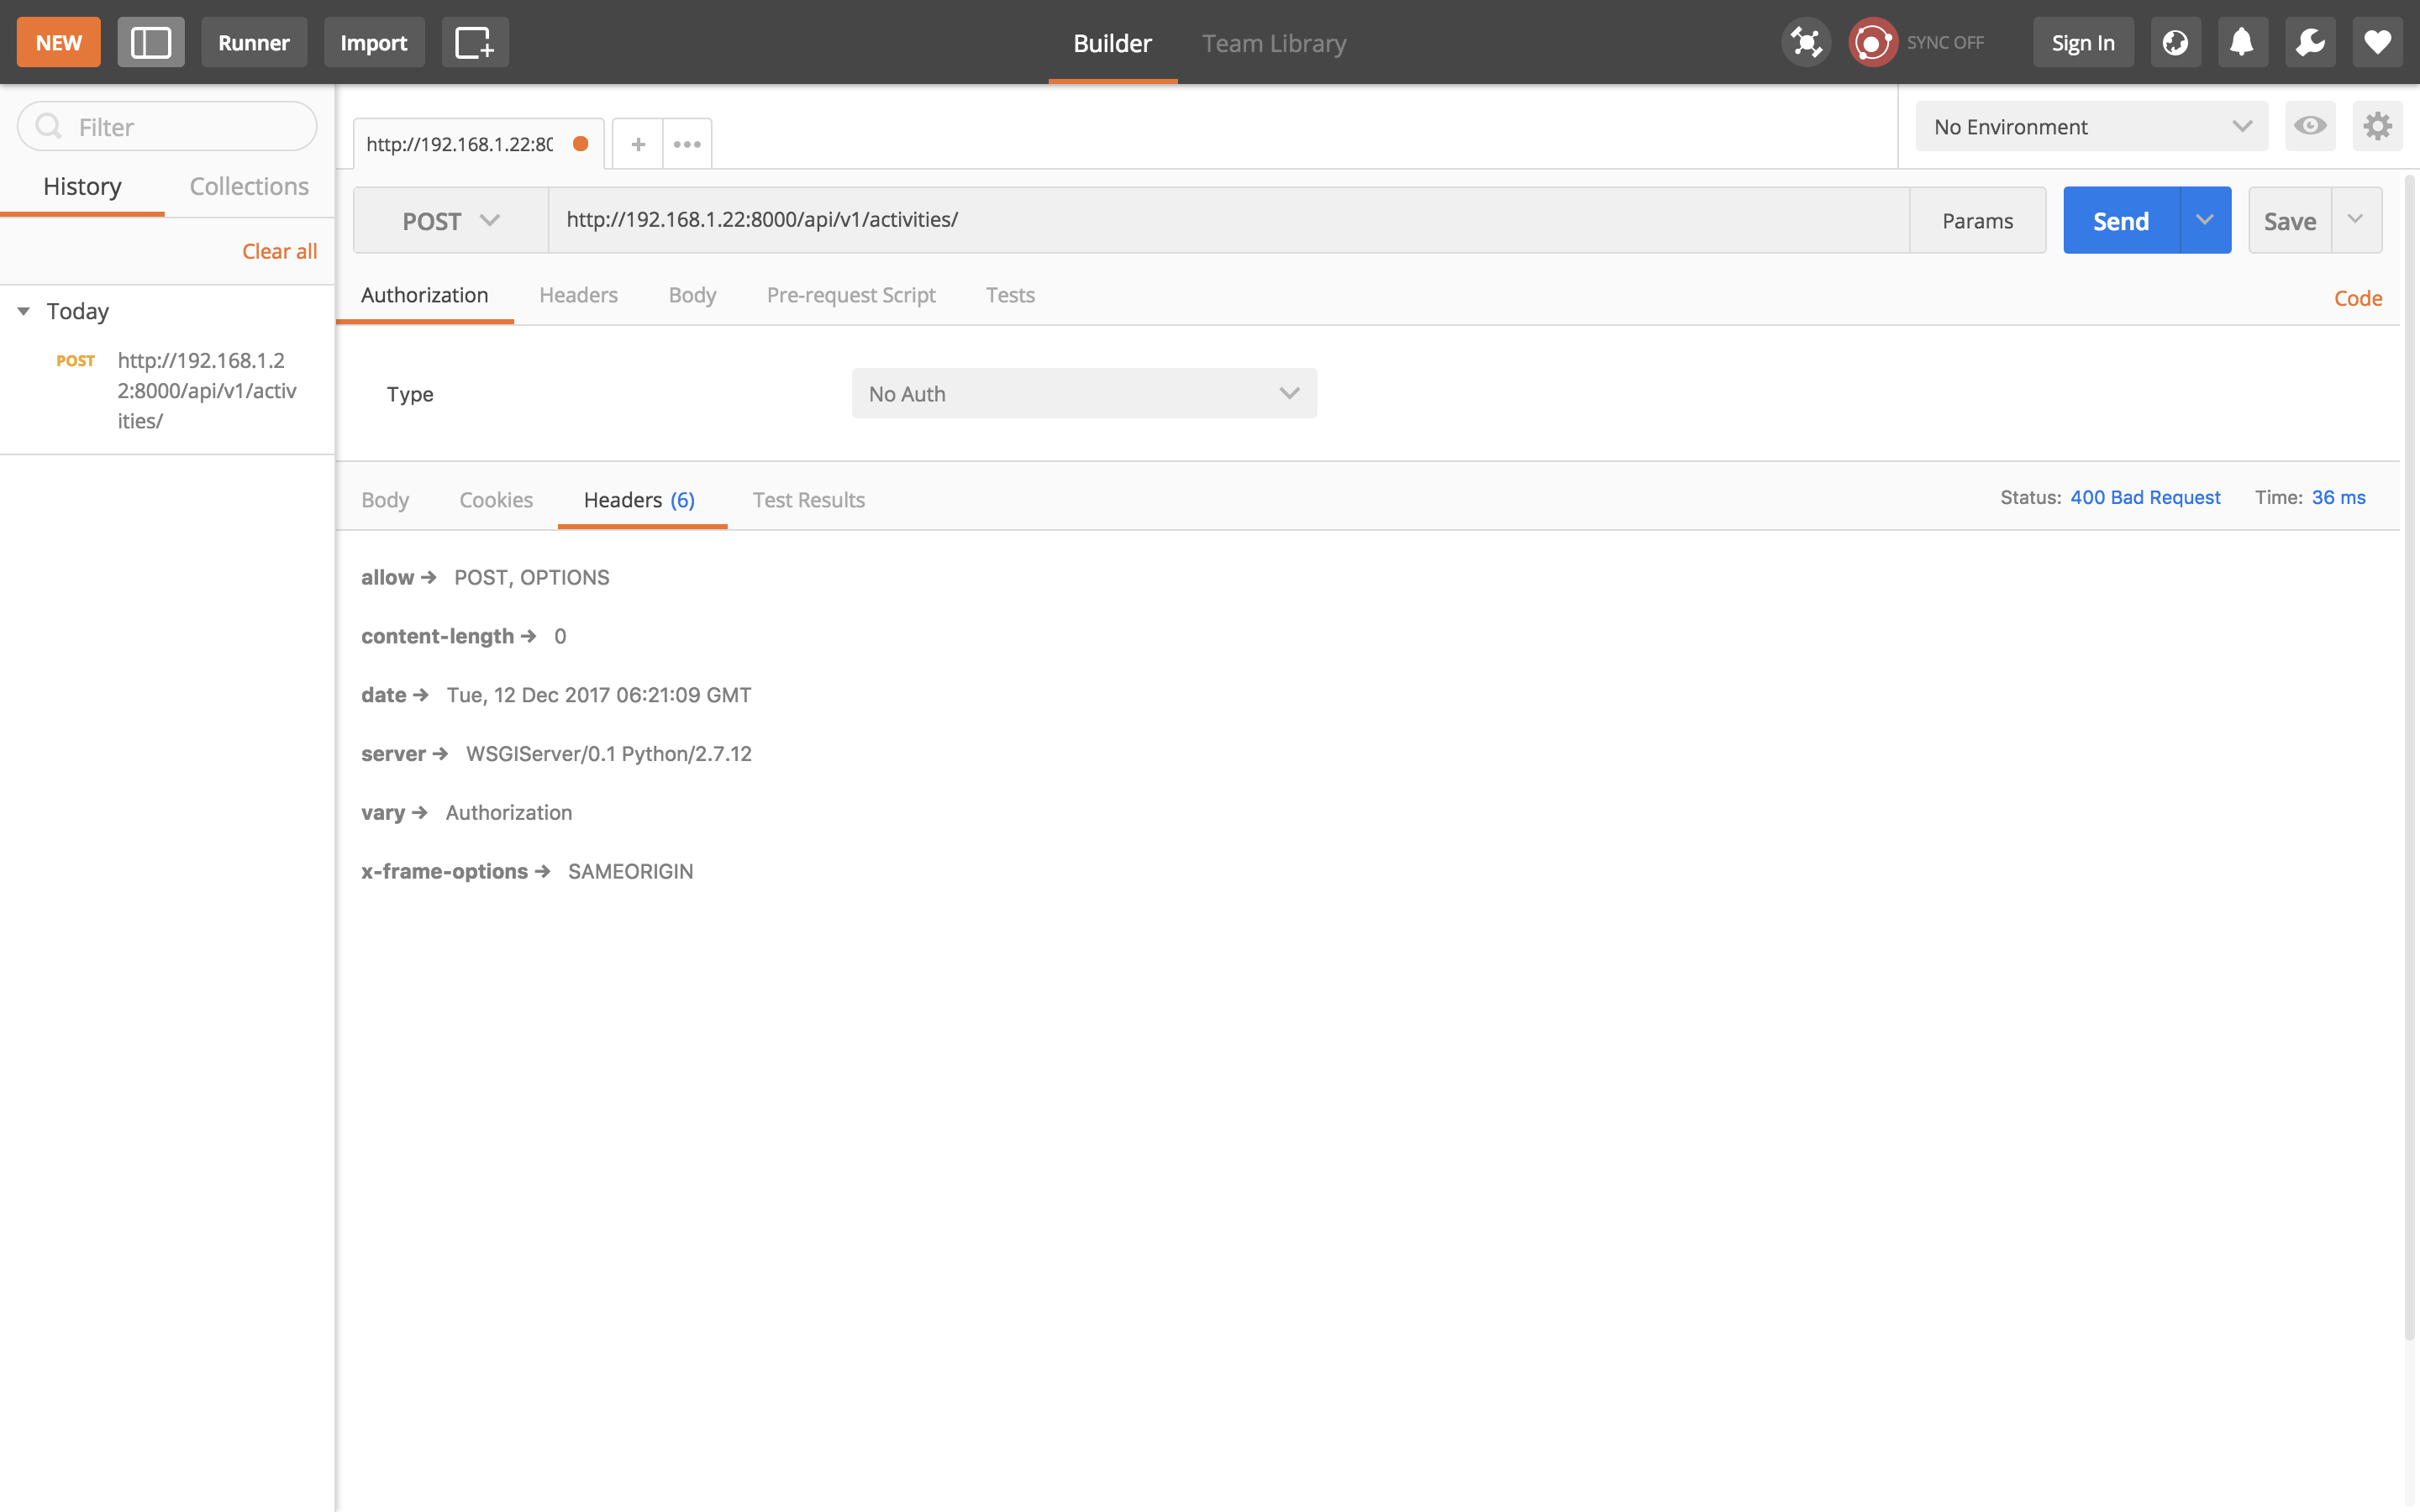 NEW Runner Import Builder Team Library SYNC OFF Sign In
Filter
http://192.168.1.22:80 No Environment
History Collections
POST http://192.168.1.22:8000/api/v1/activities/ Params Send Save
Clear all
Authorization Headers Body Pre-request Script Tests Code
Today
POST http://192.168.1.2
2:8000/api/v1/activ
ities/
Type No Auth
Body Cookies Headers (6) Test Results Status: 400 Bad Request Time: 36 ms
allow → POST, OPTIONS
content-length → 0
date → Tue, 12 Dec 2017 06:21:09 GMT
server → WSGIServer/0.1 Python/2.7.12
vary → Authorization
x-frame-options → SAMEORIGIN